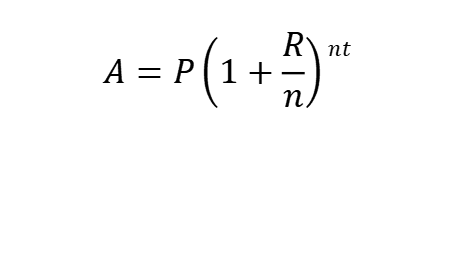 A = P(1 + R/n)^{nt}